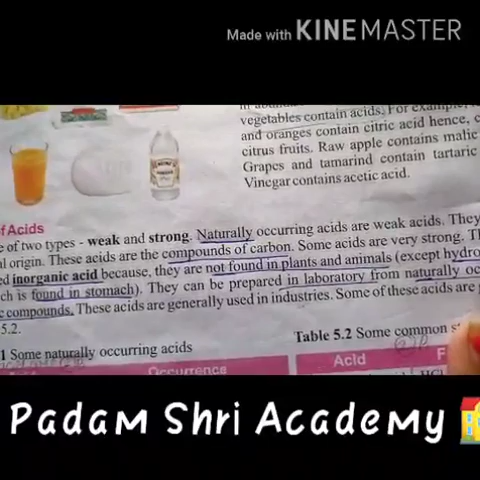 Made with KINEMASTER
vegetables contain acids. For example,
and oranges contain citric acid hence,
citrus fruits. Raw apple contains malic
Grapes and tamarind contain tartaric
Vinegar contains acetic acid.
of Acids
e of two types - weak and strong. Naturally occurring acids are weak acids. They
al origin. These acids are the compounds of carbon. Some acids are very strong. T
ed inorganic acid because, they are not found in plants and animals (except hydro
ch is found in stomach). They can be prepared in laboratory from naturally oc
c compounds. These acids are generally used in industries. Some of these acids are
5.2.
1 Some naturally occurring acids
Table 5.2 Some common s
Occurrence
Acid F
HCl
Padam Shri Academy